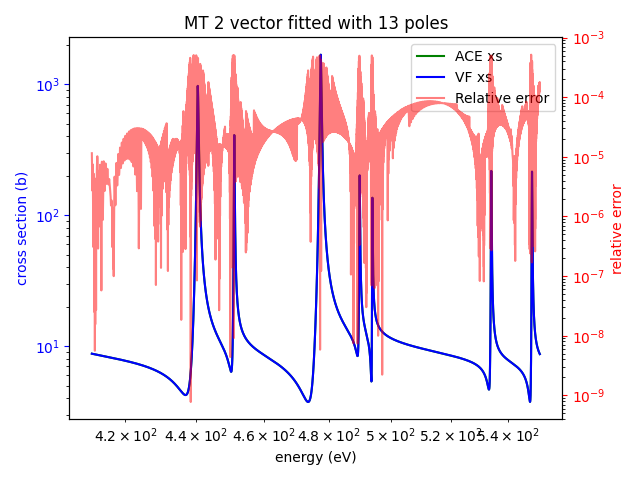 MT 2 vector fitted with 13 poles
ACE xs
VF xs
Relative error
cross section (b)
10³
10²
10¹
relative error
10⁻³
10⁻⁴
10⁻⁵
10⁻⁶
10⁻⁷
10⁻⁸
10⁻⁹
4.2 × 10² 4.4 × 10² 4.6 × 10² 4.8 × 10² 5 × 10² 5.2 × 10² 5.4 × 10²
energy (eV)